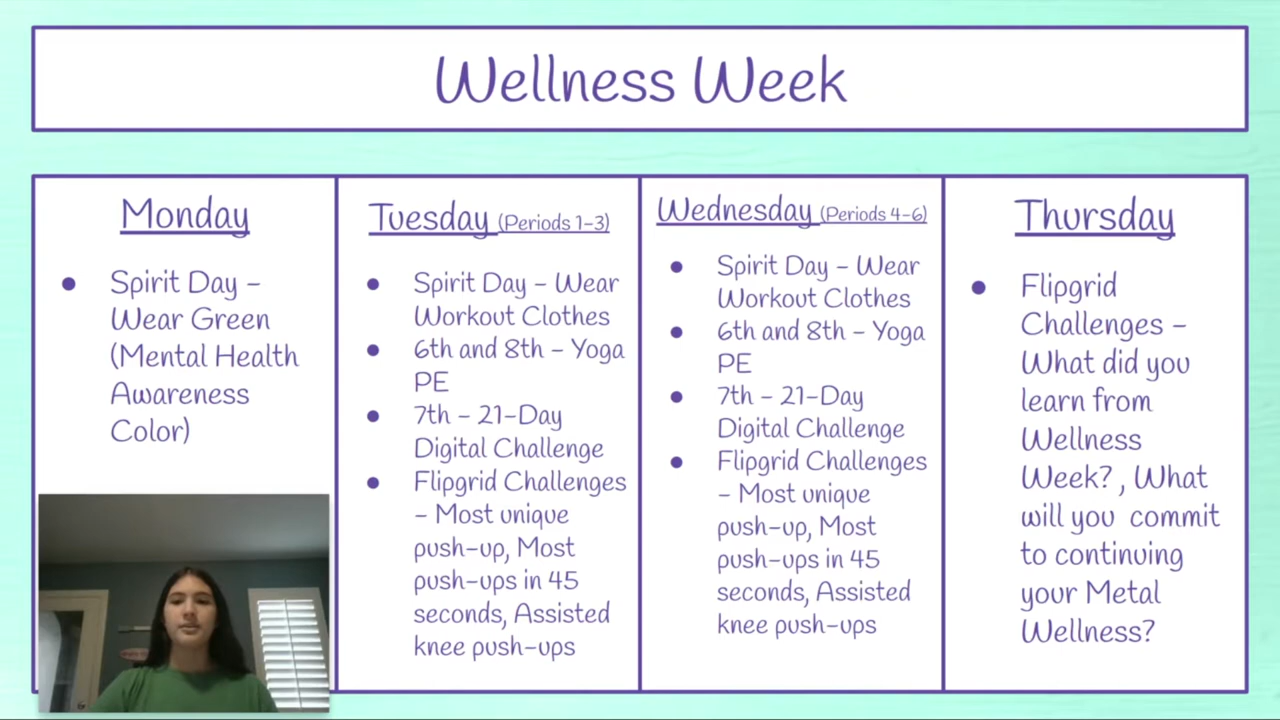 Wellness Week
Monday
● Spirit Day –
Wear Green
(Mental Health
Awareness
Color)
Tuesday (Periods 1-3)
● Spirit Day – Wear
Workout Clothes
● 6th and 8th – Yoga
PE
● 7th – 21-Day
Digital Challenge
● Flipgrid Challenges
– Most unique
push-up, Most
push-ups in 45
seconds, Assisted
knee push-ups
Wednesday (Periods 4-6)
● Spirit Day – Wear
Workout Clothes
● 6th and 8th – Yoga
PE
● 7th – 21-Day
Digital Challenge
● Flipgrid Challenges
– Most unique
push-up, Most
push-ups in 45
seconds, Assisted
knee push-ups
Thursday
● Flipgrid
Challenges –
What did you
learn from
Wellness
Week? , What
will you commit
to continuing
your Metal
Wellness?